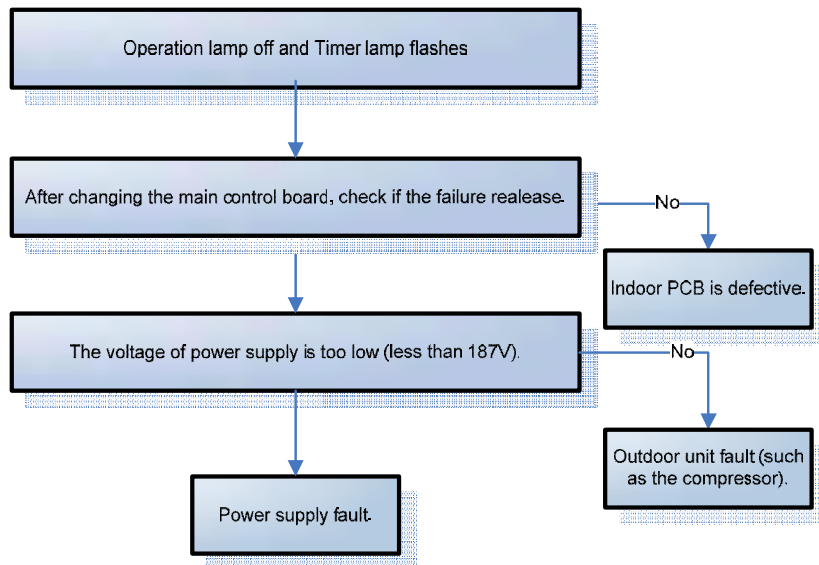 Operation lamp off and Timer lamp flashes
After changing the main control board, check if the failure realease.
No
Indoor PCB is defective.
The voltage of power supply is too low (less than 187V).
No
Outdoor unit fault (such
as the compressor).
Power supply fault.